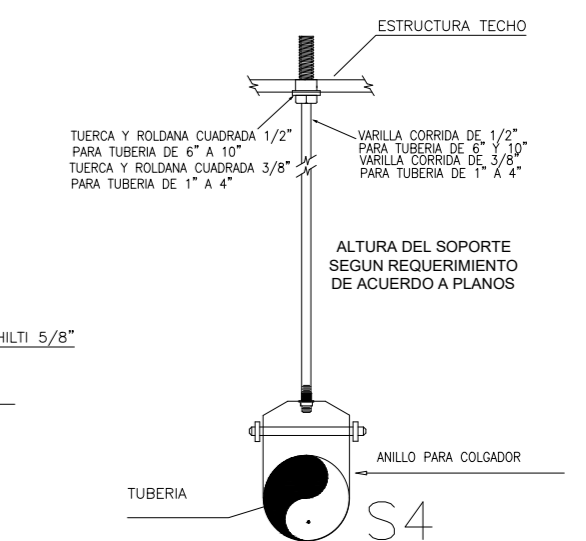 ESTRUCTURA TECHO
TUERCA Y ROLDANA CUADRADA 1/2"
PARA TUBERIA DE 6" A 10"
TUERCA Y ROLDANA CUADRADA 3/8"
PARA TUBERIA DE 1" A 4"
VARILLA CORRIDA DE 1/2"
PARA TUBERIA DE 6" Y 10"
VARILLA CORRIDA DE 3/8"
PARA TUBERIA DE 1" A 4"
ALTURA DEL SOPORTE
SEGUN REQUERIMIENTO
DE ACUERDO A PLANOS
HILTI 5/8"
ANILLO PARA COLGADOR
TUBERIA
S4